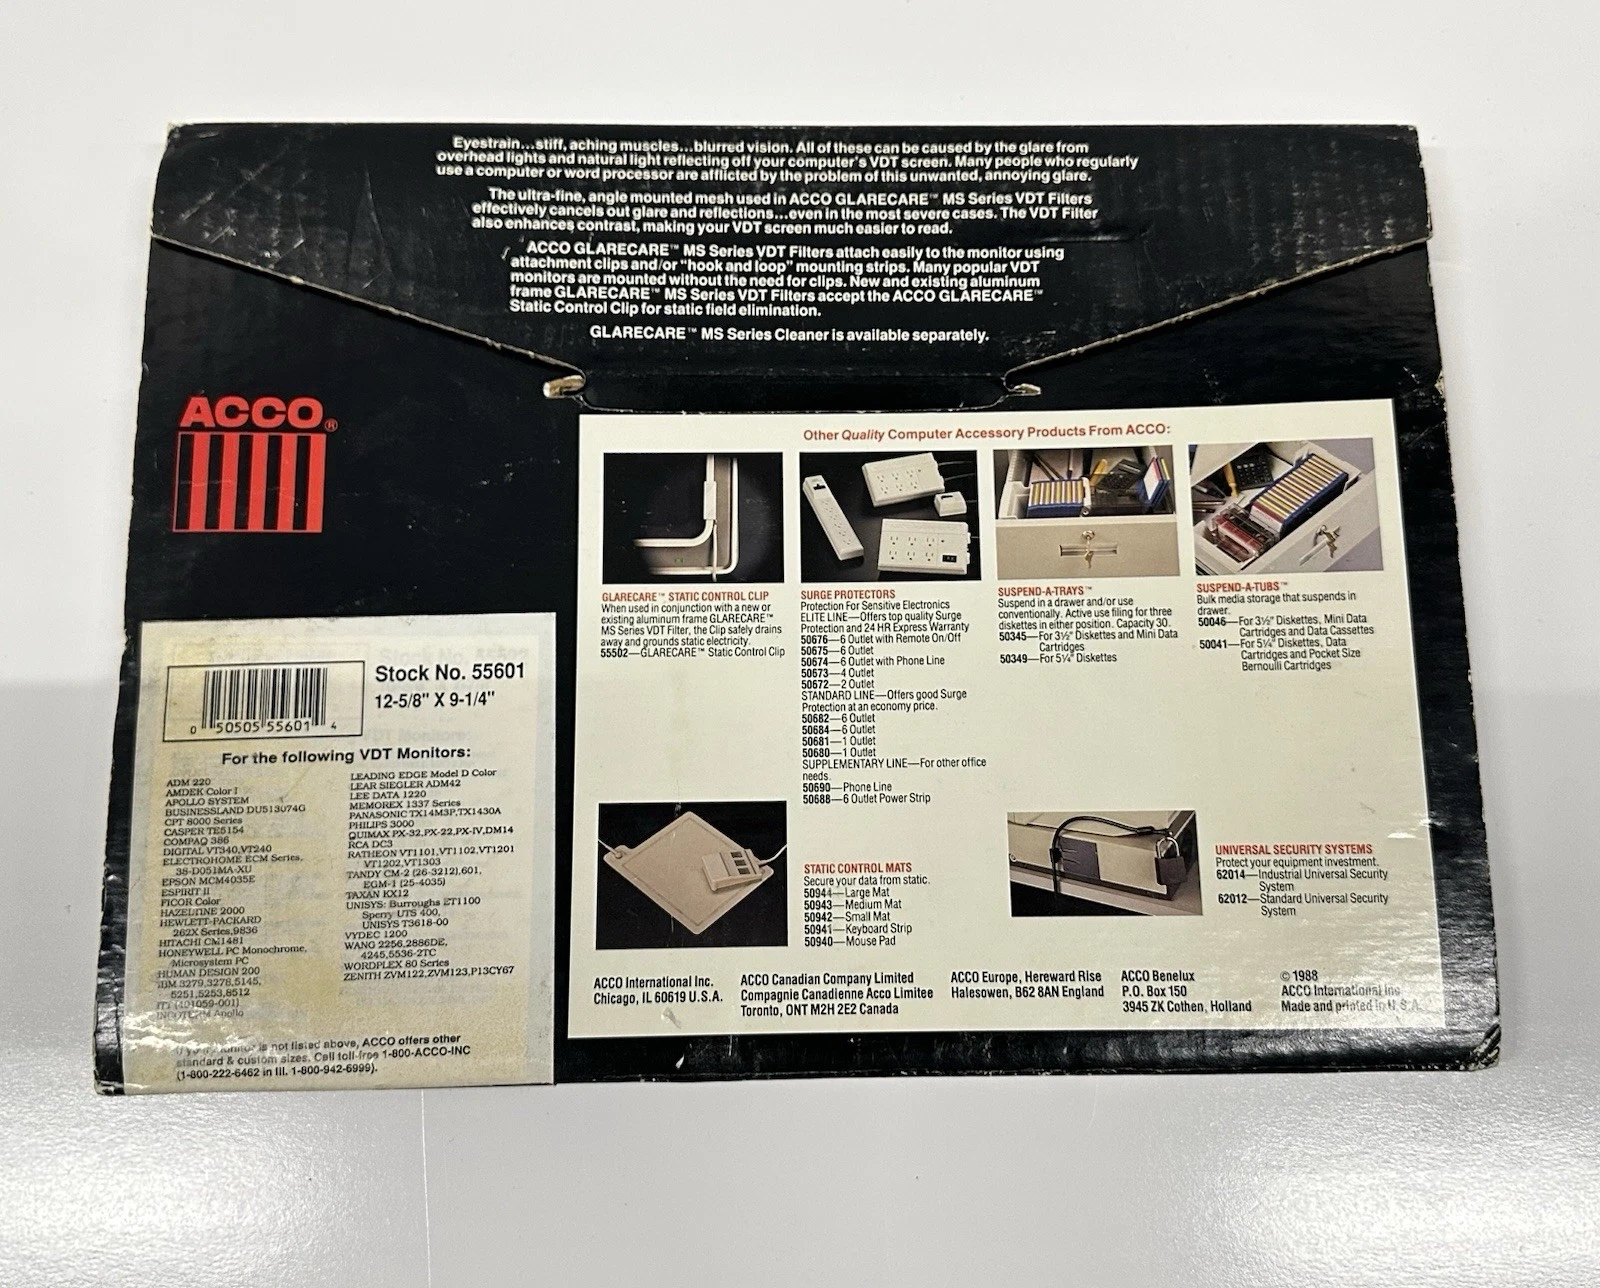 Eyestrain...stiff, aching muscles...blurred vision. All of these can be caused by the glare from
overhead lights and natural light reflecting off your computer's VDT screen. Many people who regularly
use a computer or word processor are afflicted by the problem of this unwanted, annoying glare.
The ultra-fine, angle mounted mesh used in ACCO GLARECARE™ MS Series VDT Filters
effectively cancels out glare and reflections...even in the most severe cases. The VDT Filter
also enhances contrast, making your VDT screen much easier to read.
ACCO GLARECARE™ MS Series VDT Filters attach easily to the monitor using
attachment clips and/or "hook and loop" mounting strips. Many popular VDT
monitors are mounted without the need for clips. New and existing aluminum
frame GLARECARE™ MS Series VDT Filters accept the ACCO GLARECARE™
Static Control Clip for static field elimination.
GLARECARE™ MS Series Cleaner is available separately.
ACCO®
Stock No. 55601
12-5/8" X 9-1/4"
0 50505 55601 4
For the following VDT Monitors:
ADM 220
AMDEK Color I
APOLLO SYSTEM
BUSINESSLAND DU513074G
CPT 8000 Series
CASPER TE5154
COMPAQ 386
DIGITAL VT340,VT240
ELECTROHOME ECM Series,
38-D051MA-XU
EPSON MCM4035E
ESPIRIT II
FICOR Color
HAZELTINE 2000
HEWLETT-PACKARD
262X Series,9836
HITACHI CM1481
HONEYWELL PC Monochrome,
Microsystem PC
HUMAN DESIGN 200
IBM 3279,3278,5145,
5251,5253,8512
ITT (401059-001)
Apollo
LEADING EDGE Model D Color
LEAR SIEGLER ADM42
LEE DATA 1220
MEMOREX 1337 Series
PANASONIC TX14M3P,TX1430A
PHILIPS 3000
QUIMAX PX-32,PX-22,PX-IV,DM14
RCA DC3
RATHEON VT1101,VT1102,VT1201
VT1202,VT1303
TANDY CM-2 (26-3212),601,
EGM-1 (25-4035)
TAXAN KX12
UNISYS: Burroughs ET1100
Sperry UTS 400,
UNISYS T3618-00
VYDEC 1200
WANG 2256,2886DE,
4245,5536-2TC
WORDPLEX 80 Series
ZENITH ZVM122,ZVM123,P13CY67
is not listed above, ACCO offers other
standard & custom sizes. Call toll-free 1-800-ACCO-INC
(1-800-222-6462 in Ill. 1-800-942-6999).
Other Quality Computer Accessory Products From ACCO:
GLARECARE™ STATIC CONTROL CLIP
When used in conjunction with a new or
existing aluminum frame GLARECARE™
MS Series VDT Filter, the Clip safely drains
away and grounds static electricity.
55502—GLARECARE™ Static Control Clip
SURGE PROTECTORS
Protection For Sensitive Electronics
ELITE LINE—Offers top quality Surge
Protection and 24 HR Express Warranty
50676—6 Outlet with Remote On/Off
50675—6 Outlet
50674—6 Outlet with Phone Line
50673—4 Outlet
50672—2 Outlet
STANDARD LINE—Offers good Surge
Protection at an economy price.
50682—6 Outlet
50684—6 Outlet
50681—1 Outlet
50680—1 Outlet
SUPPLEMENTARY LINE—For other office
needs.
50690—Phone Line
50688—6 Outlet Power Strip
SUSPEND-A-TRAYS™
Suspend in a drawer and/or use
conventionally. Active use filing for three
diskettes in either position. Capacity 30.
50345—For 3½" Diskettes and Mini Data
Cartridges
50349—For 5¼" Diskettes
SUSPEND-A-TUBS™
Bulk media storage that suspends in
drawer.
50046—For 3½" Diskettes, Mini Data
Cartridges and Data Cassettes
50041—For 5¼" Diskettes, Data
Cartridges and Pocket Size
Bernoulli Cartridges
STATIC CONTROL MATS
Secure your data from static.
50944—Large Mat
50943—Medium Mat
50942—Small Mat
50941—Keyboard Strip
50940—Mouse Pad
UNIVERSAL SECURITY SYSTEMS
Protect your equipment investment.
62014—Industrial Universal Security
System
62012—Standard Universal Security
System
ACCO International Inc.
Chicago, IL 60619 U.S.A.
ACCO Canadian Company Limited
Compagnie Canadienne Acco Limitee
Toronto, ONT M2H 2E2 Canada
ACCO Europe, Hereward Rise
Halesowen, B62 8AN England
ACCO Benelux
P.O. Box 150
3945 ZK Cothen, Holland
© 1988
ACCO International Inc
Made and printed in U.S.A.